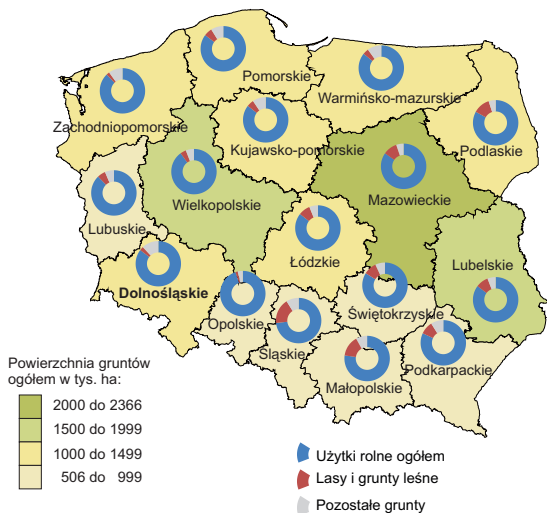 Pomorskie
Warmińsko-mazurskie
Zachodniopomorskie
Kujawsko-pomorskie
Podlaskie
Mazowieckie
Wielkopolskie
Lubuskie
Łódzkie
Lubelskie
Dolnośląskie
Świętokrzyskie
Opolskie
Śląskie
Podkarpackie
Małopolskie
Powierzchnia gruntów
ogółem w tys. ha:
2000 do 2366
1500 do 1999
1000 do 1499
506 do 999
Użytki rolne ogółem
Lasy i grunty leśne
Pozostałe grunty